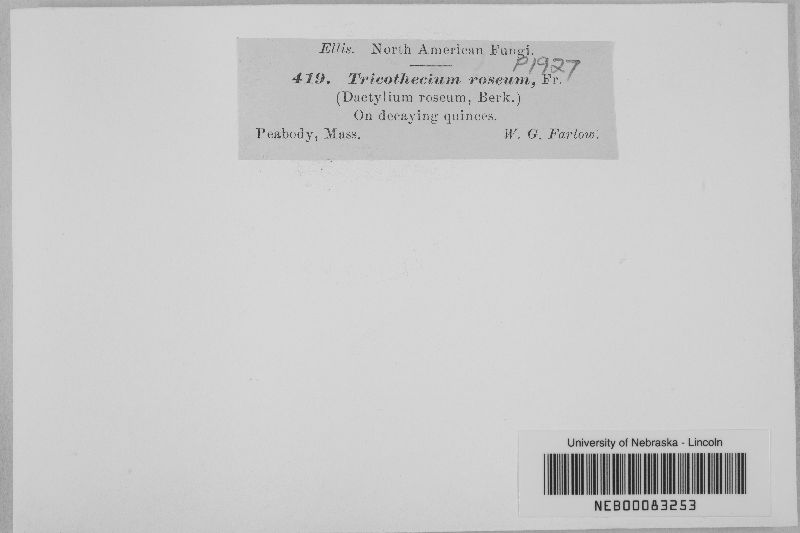 Ellis. North American Fungi.
P1927
419. Tricothecium roseum, Fr.
(Dactylium roseum, Berk.)
On decaying quinces.
Peabody, Mass. W. G. Farlow.
University of Nebraska - Lincoln
NEB00083253